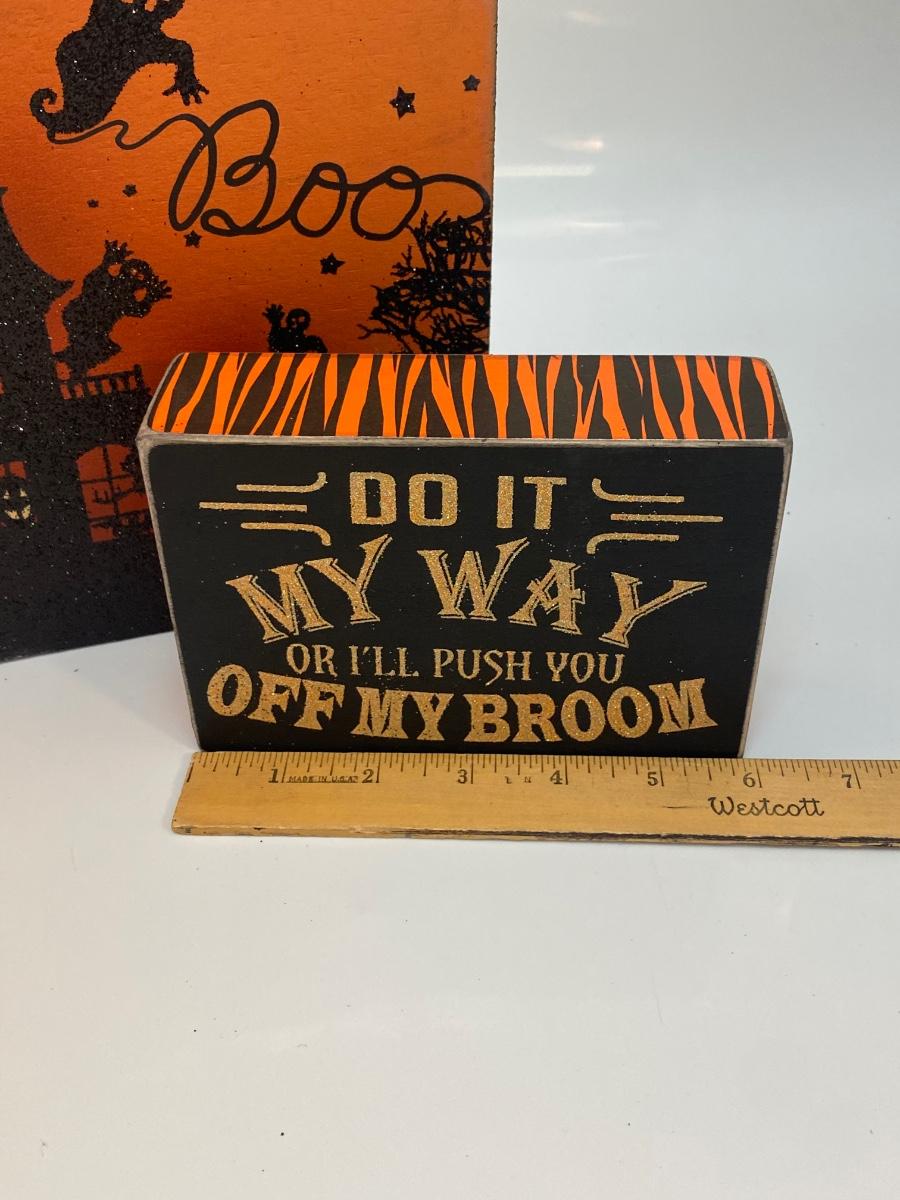 Boo
DO IT
MY WAY
OR I'LL PUSH YOU
OFF MY BROOM
1 MADE IN U.S.A. 2 3 4 5 6 7
Westcott